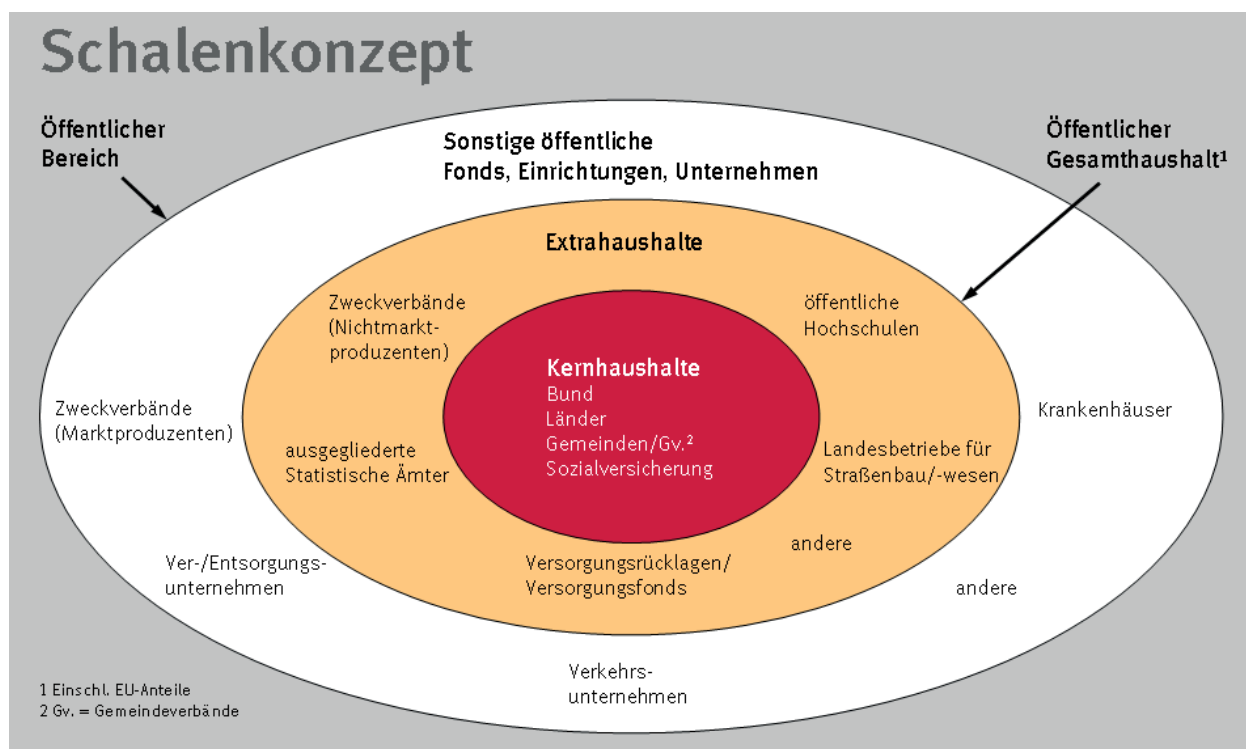 Schalenkonzept
Öffentlicher
Bereich
Sonstige öffentliche
Fonds, Einrichtungen, Unternehmen
Öffentlicher
Gesamthaushalt¹
Extrahaushalte
Zweckverbände
(Nichtmarkt-
produzenten)
öffentliche
Hochschulen
Kernhaushalte
Bund
Länder
Gemeinden/Gv.²
Sozialversicherung
Zweckverbände
(Marktproduzenten)
Krankenhäuser
ausgegliederte
Statistische Ämter
Landesbetriebe für
Straßenbau/-wesen
andere
Ver-/Entsorgungs-
unternehmen
Versorgungsrücklagen/
Versorgungsfonds
andere
Verkehrs-
unternehmen
1 Einschl. EU-Anteile
2 Gv. = Gemeindeverbände